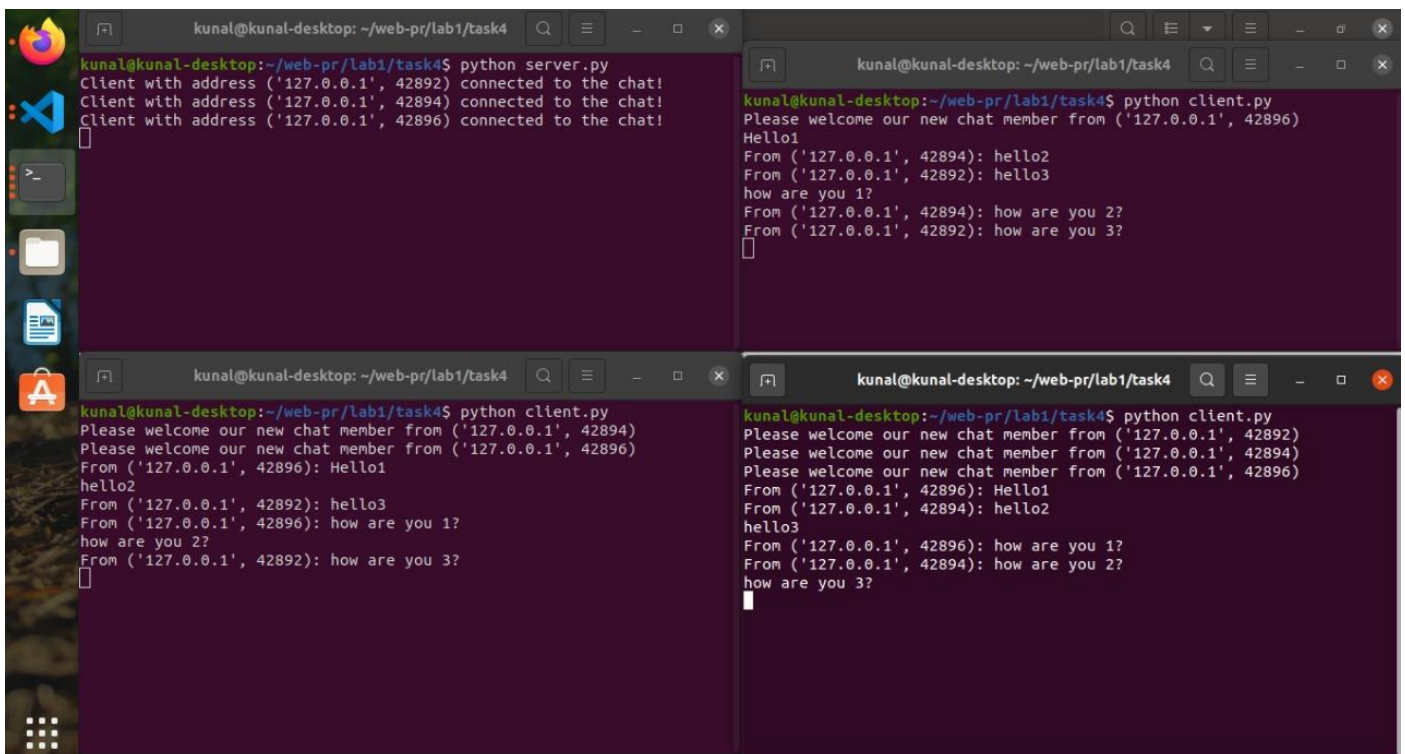 kunal@kunal-desktop: ~/web-pr/lab1/task4
kunal@kunal-desktop:~/web-pr/lab1/task4$ python server.py
Client with address ('127.0.0.1', 42892) connected to the chat!
Client with address ('127.0.0.1', 42894) connected to the chat!
Client with address ('127.0.0.1', 42896) connected to the chat!
kunal@kunal-desktop: ~/web-pr/lab1/task4
kunal@kunal-desktop:~/web-pr/lab1/task4$ python client.py
Please welcome our new chat member from ('127.0.0.1', 42896)
Hello1
From ('127.0.0.1', 42894): hello2
From ('127.0.0.1', 42892): hello3
how are you 1?
From ('127.0.0.1', 42894): how are you 2?
From ('127.0.0.1', 42892): how are you 3?
kunal@kunal-desktop: ~/web-pr/lab1/task4
kunal@kunal-desktop:~/web-pr/lab1/task4$ python client.py
Please welcome our new chat member from ('127.0.0.1', 42894)
Please welcome our new chat member from ('127.0.0.1', 42896)
From ('127.0.0.1', 42896): Hello1
hello2
From ('127.0.0.1', 42892): hello3
From ('127.0.0.1', 42896): how are you 1?
how are you 2?
From ('127.0.0.1', 42892): how are you 3?
kunal@kunal-desktop: ~/web-pr/lab1/task4
kunal@kunal-desktop:~/web-pr/lab1/task4$ python client.py
Please welcome our new chat member from ('127.0.0.1', 42892)
Please welcome our new chat member from ('127.0.0.1', 42894)
Please welcome our new chat member from ('127.0.0.1', 42896)
From ('127.0.0.1', 42896): Hello1
From ('127.0.0.1', 42894): hello2
hello3
From ('127.0.0.1', 42896): how are you 1?
From ('127.0.0.1', 42894): how are you 2?
how are you 3?